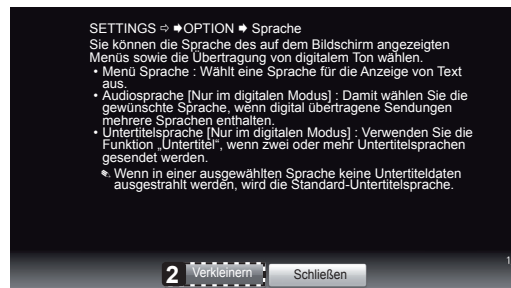 SETTINGS ⇨ ➡OPTION ➡ Sprache
Sie können die Sprache des auf dem Bildschirm angezeigten
Menüs sowie die Übertragung von digitalem Ton wählen.
• Menü Sprache : Wählt eine Sprache für die Anzeige von Text
aus.
• Audiosprache [Nur im digitalen Modus] : Damit wählen Sie die
gewünschte Sprache, wenn digital übertragene Sendungen
mehrere Sprachen enthalten.
• Untertitelsprache [Nur im digitalen Modus] : Verwenden Sie die
Funktion „Untertitel“, wenn zwei oder mehr Untertitelsprachen
gesendet werden.
✎ Wenn in einer ausgewählten Sprache keine Untertiteldaten
ausgestrahlt werden, wird die Standard-Untertitelsprache.
1
2 Verkleinern Schließen